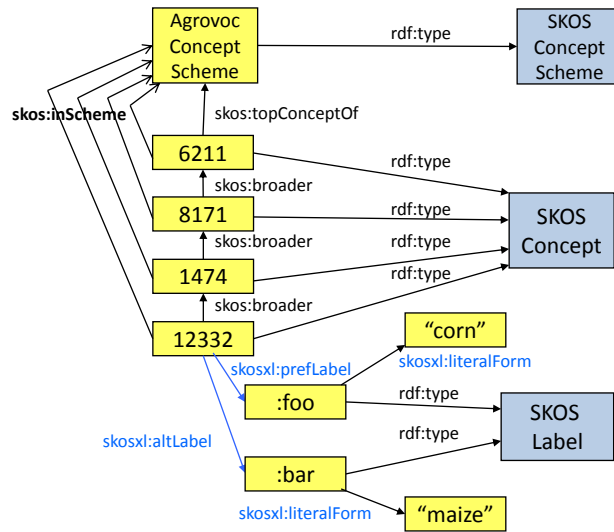 Agrovoc
Concept
Scheme
rdf:type
SKOS
Concept
Scheme
skos:inScheme
skos:topConceptOf
6211
rdf:type
skos:broader
8171
rdf:type
SKOS
Concept
skos:broader
rdf:type
1474
rdf:type
skos:broader
12332
“corn”
skosxl:prefLabel
skosxl:literalForm
:foo
rdf:type
SKOS
Label
skosxl:altLabel
rdf:type
:bar
skosxl:literalForm
“maize”